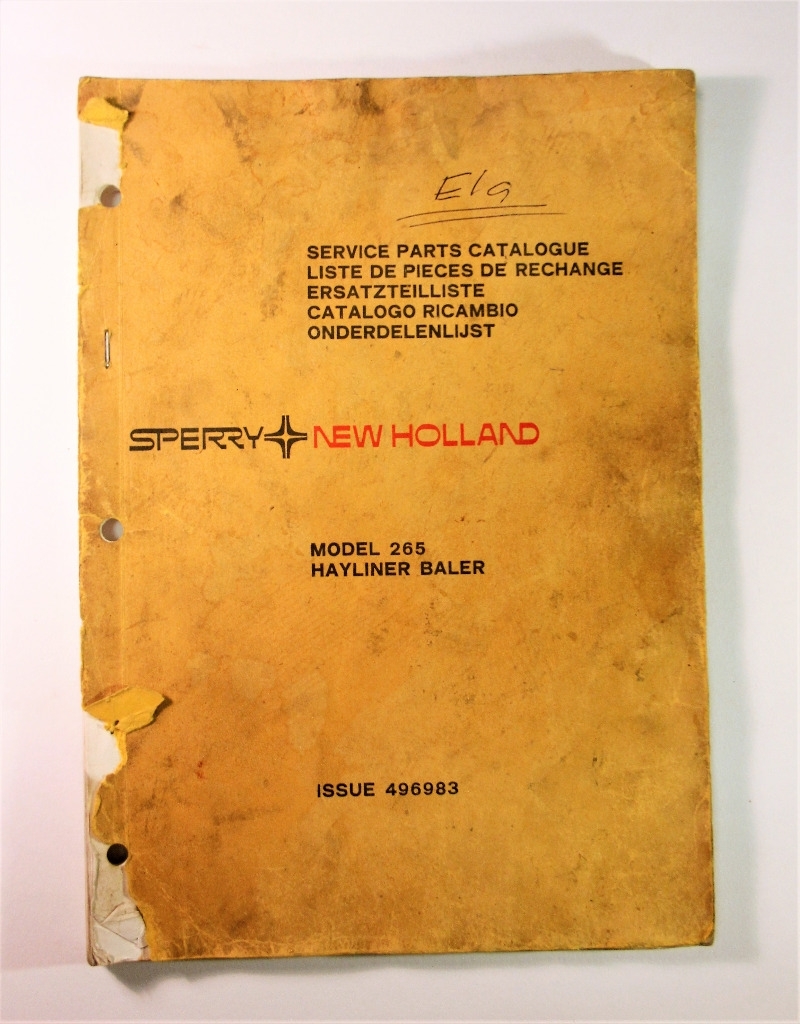 SERVICE PARTS CATALOGUE
LISTE DE PIECES DE RECHANGE
ERSATZTEILLISTE
CATALOGO RICAMBIO
ONDERDELENLIJST
SPERRY NEW HOLLAND
MODEL 265
HAYLINER BALER
ISSUE 496983